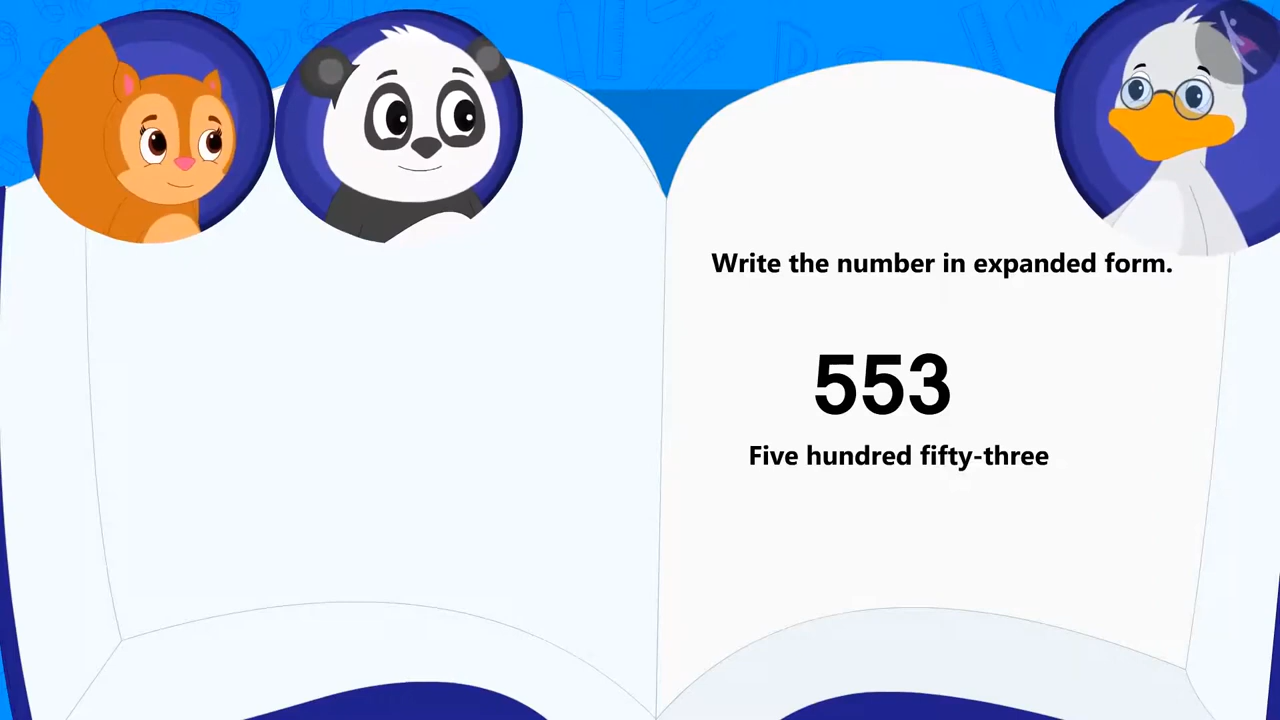 Write the number in expanded form.
553
Five hundred fifty-three